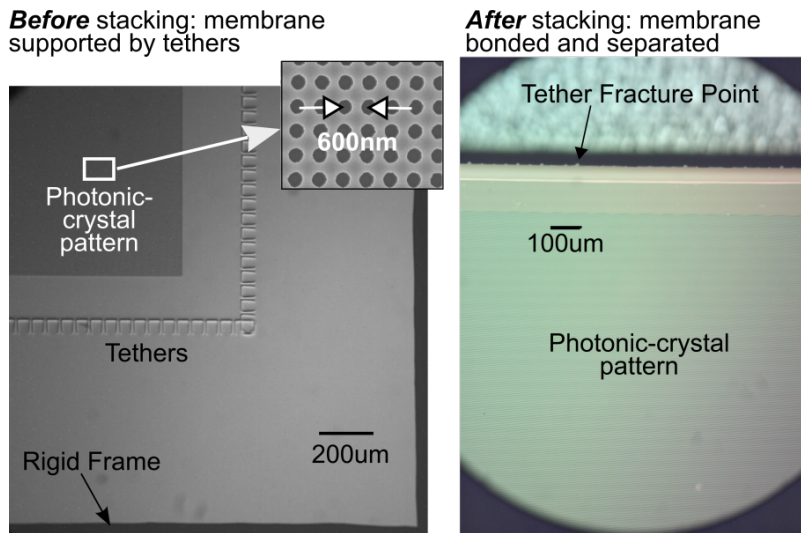 Before stacking: membrane
supported by tethers
600nm
Photonic-
crystal
pattern
Tethers
200um
Rigid Frame
After stacking: membrane
bonded and separated
Tether Fracture Point
100um
Photonic-crystal
pattern